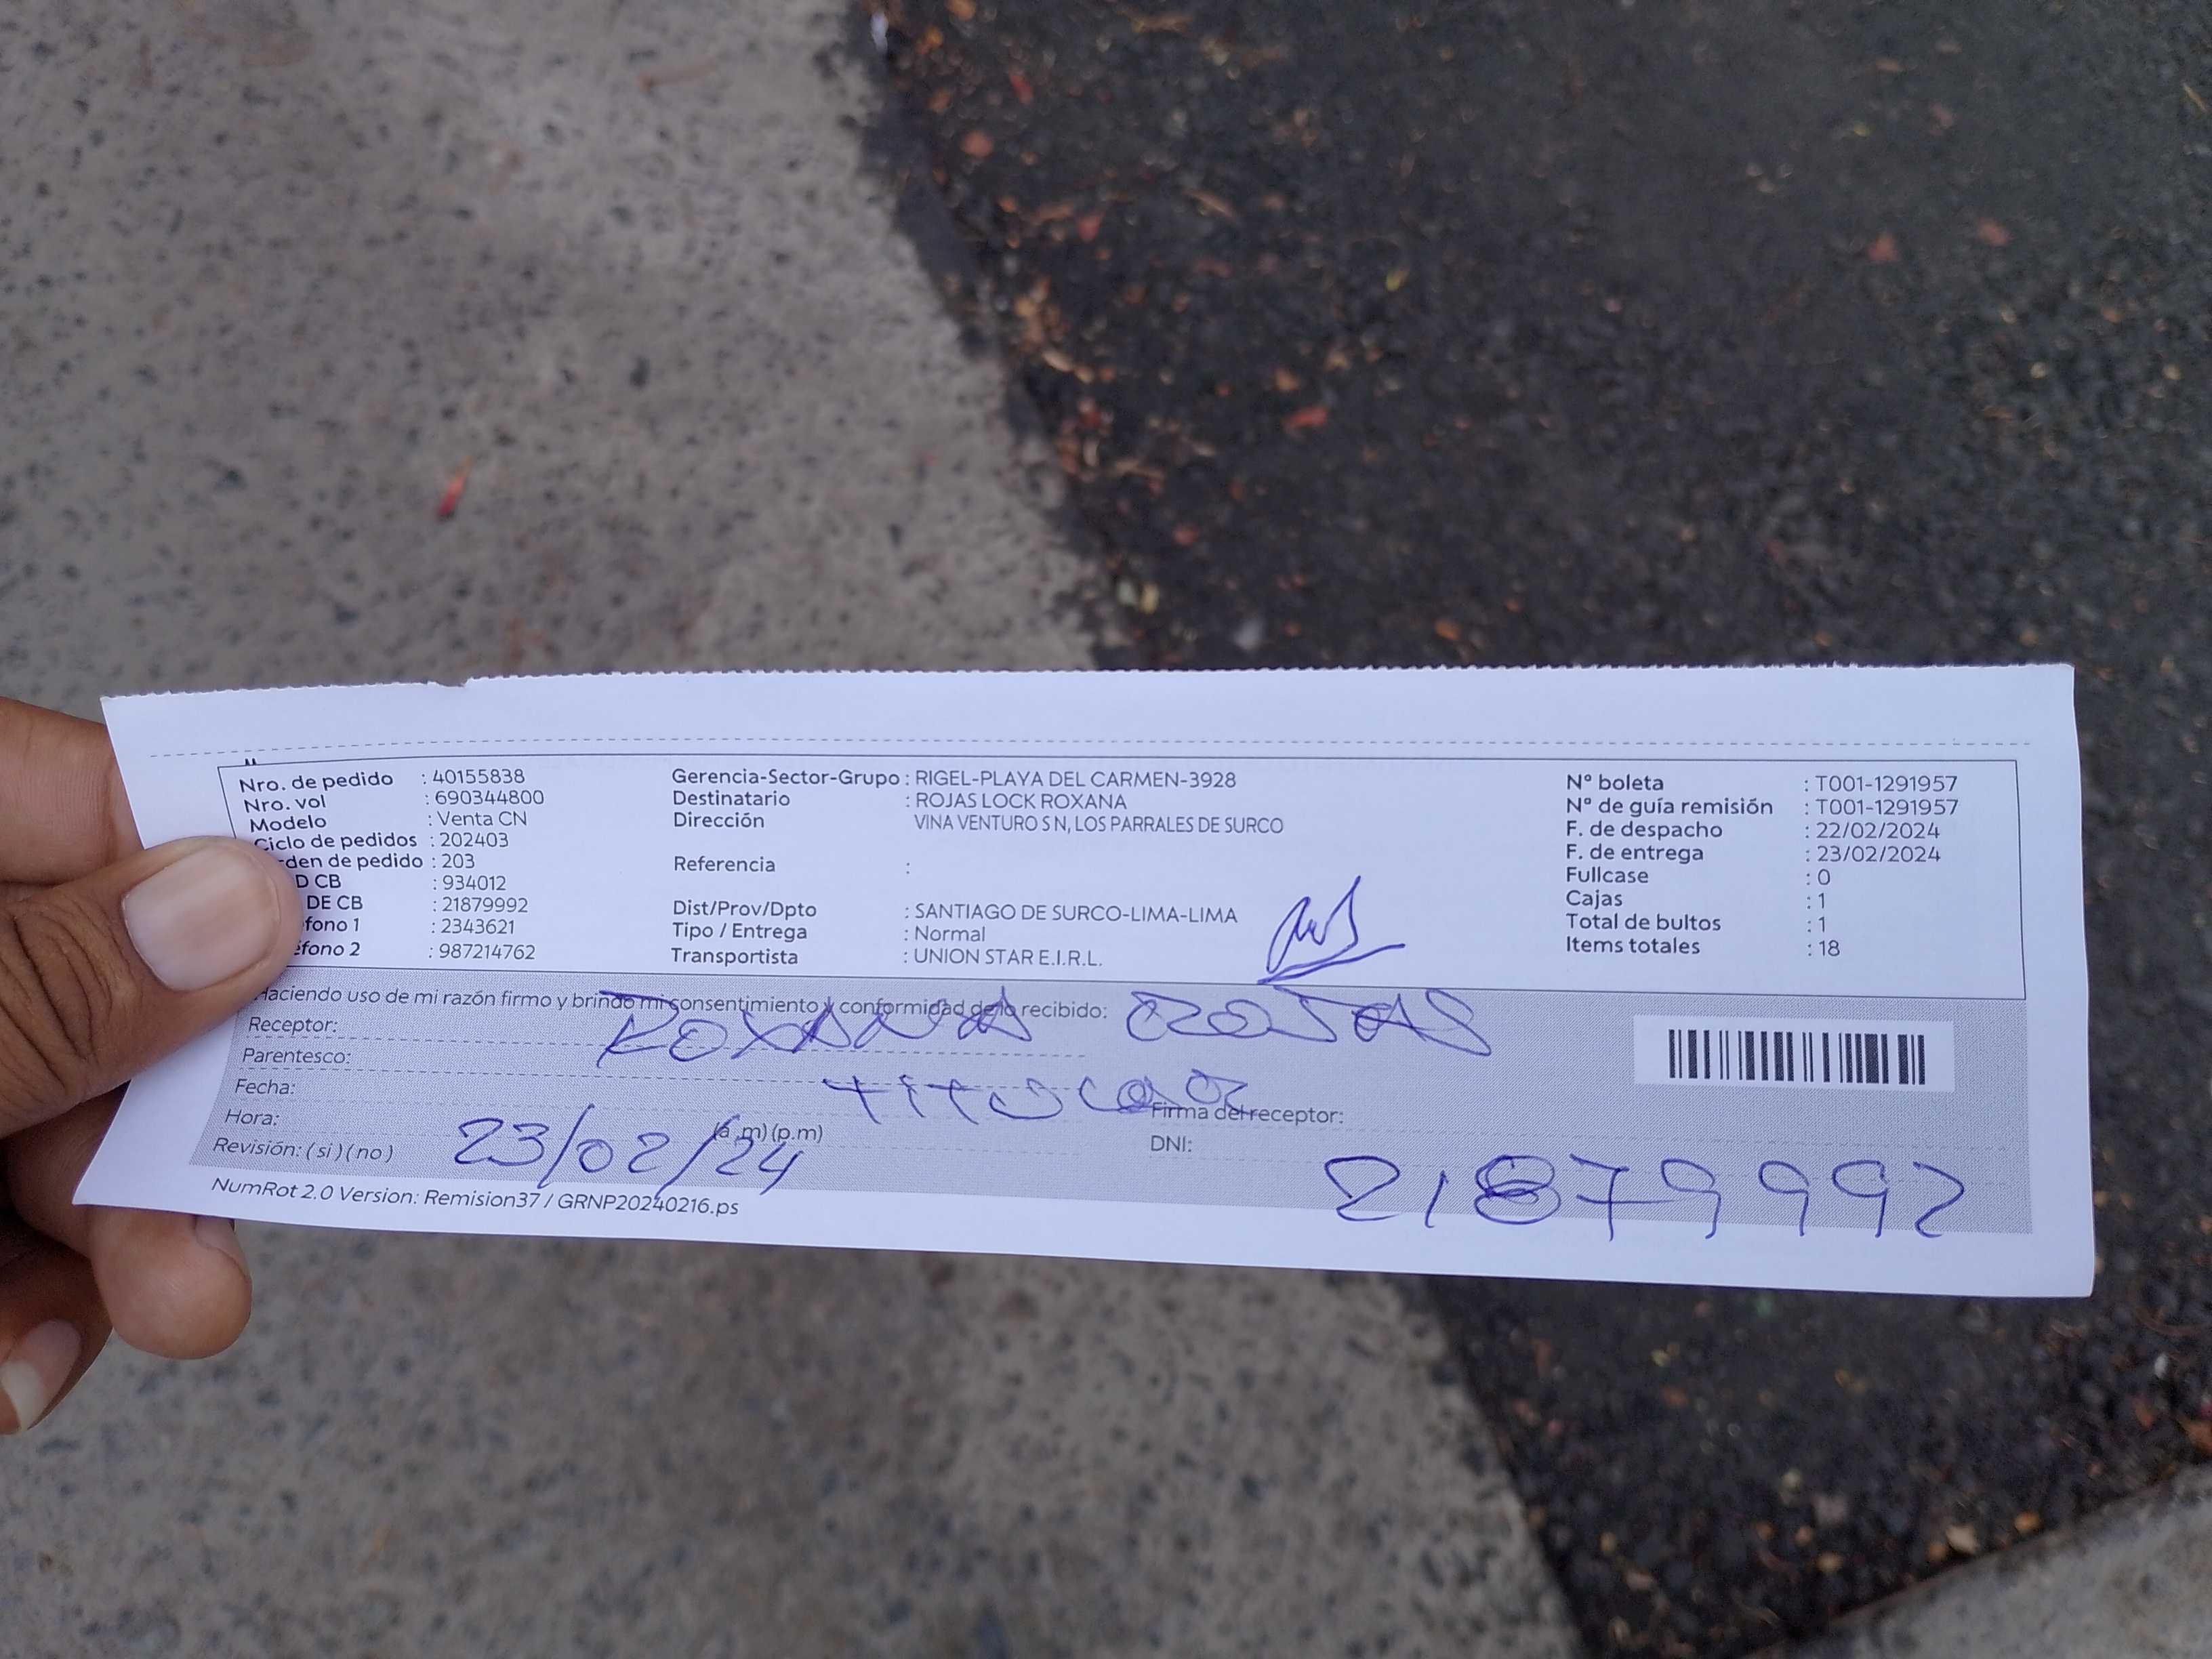 Nro. de pedido : 40155838
Nro. vol : 690344800
Modelo : Venta CN
Ciclo de pedidos : 202403
den de pedido : 203
D CB : 934012
DE CB : 21879992
fono 1 : 2343621
éfono 2 : 987214762
Gerencia-Sector-Grupo : RIGEL-PLAYA DEL CARMEN-3928
Destinatario : ROJAS LOCK ROXANA
Dirección VINA VENTURO S N, LOS PARRALES DE SURCO
Referencia :
Dist/Prov/Dpto : SANTIAGO DE SURCO-LIMA-LIMA
Tipo / Entrega : Normal
Transportista : UNION STAR E.I.R.L.
Nº boleta : T001-1291957
Nº de guía remisión : T001-1291957
F. de despacho : 22/02/2024
F. de entrega : 23/02/2024
Fullcase : 0
Cajas : 1
Total de bultos : 1
Items totales : 18
Haciendo uso de mi razón firmo y brindo mi consentimiento y conformidad de lo recibido:
Receptor: ROXANA ROJAS
Parentesco: TITULAR
Fecha: 23/02/24
Hora: (a .m) (p.m)
Revisión: ( si ) ( no )
Firma del receptor:
DNI: 21879992
NumRot 2.0 Version: Remision37 / GRNP20240216.ps